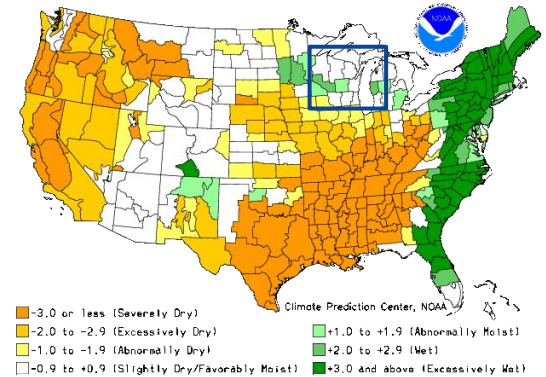 NOAA
Climate Prediction Center, NOAA
-3.0 or less (Severely Dry)
-2.0 to -2.9 (Excessively Dry)
-1.0 to -1.9 (Abnormally Dry)
-0.9 to +0.9 (Slightly Dry/Favorably Moist)
+1.0 to +1.9 (Abnormally Moist)
+2.0 to +2.9 (Wet)
+3.0 and above (Excessively Wet)